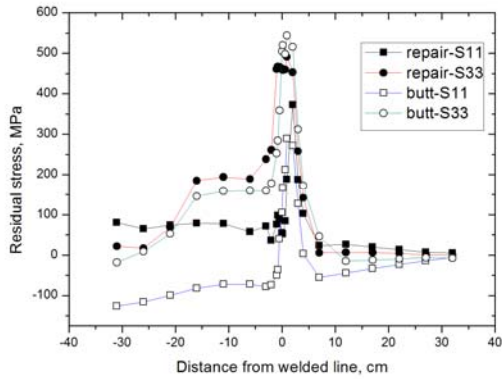 600
500
400
300
200
100
0
-100
-40 -30 -20 -10 0 10 20 30 40
Residual stress, MPa
Distance from welded line, cm
repair-S11
repair-S33
butt-S11
butt-S33